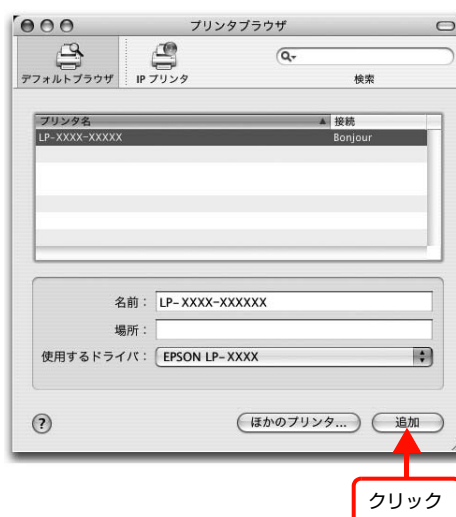 プリンタブラウザ
デフォルトブラウザ
IP プリンタ
検索
プリンタ名 接続
LP-XXXX-XXXXX Bonjour
名前： LP-XXXX-XXXXXX
場所：
使用するドライバ： EPSON LP-XXXX
? ほかのプリンタ... 追加
クリック